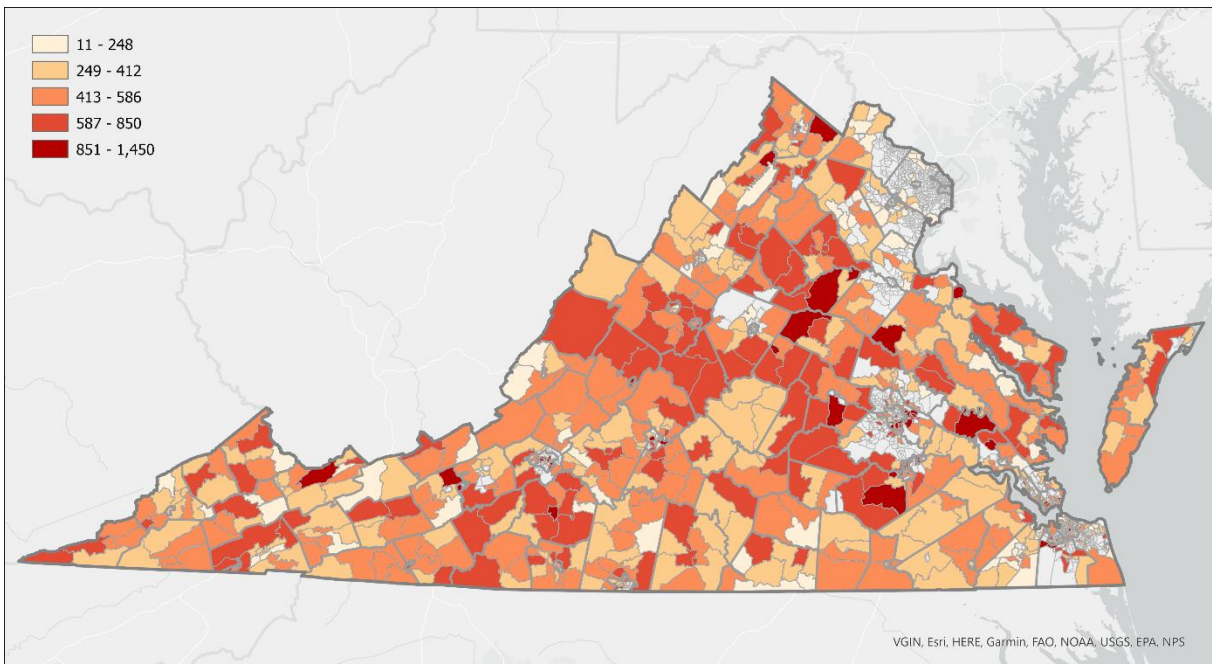 11 - 248
249 - 412
413 - 586
587 - 850
851 - 1,450
VGIN, Esri, HERE, Garmin, FAO, NOAA, USGS, EPA, NPS